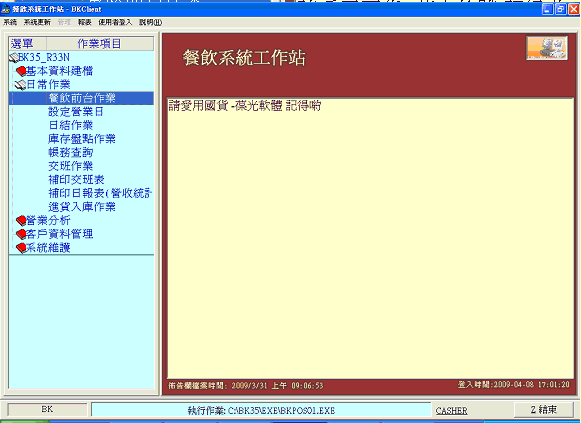 餐飲系統工作站 - BKClient
系統 系統更新 管理 報表 使用者登入 說明(H)
選單 作業項目
BK35_R33N
基本資料建檔
日常作業
餐飲前台作業
設定營業日
日結作業
庫存盤點作業
帳務查詢
交班作業
補印交班表
補印日報表(營收統計
進貨入庫作業
營業分析
客戶資料管理
系統維護
餐飲系統工作站
請愛用國貨 -葆光軟體 記得喲
佈告欄檔案時間: 2009/3/31 上午 09:06:53
登入時間:2009-04-08 17:01:20
BK
執行作業: C:\BK35\EXE\BKPOS01.EXE
CASHER
Z 結束